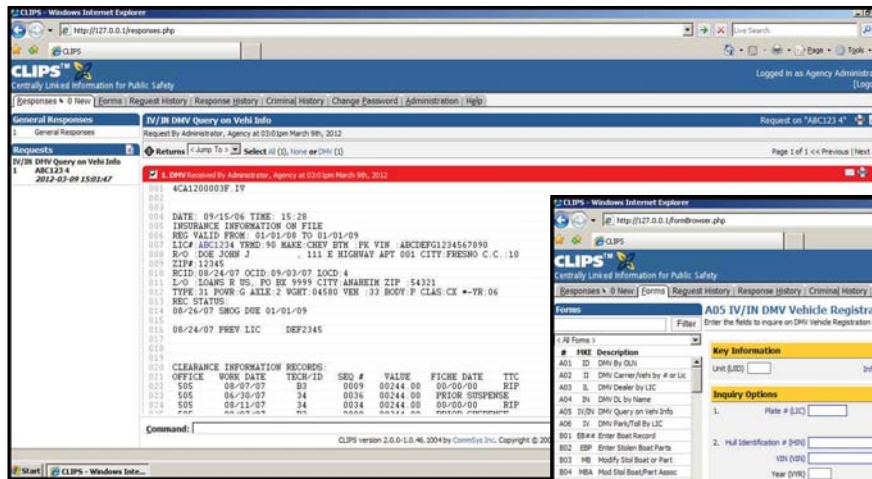 CLIPS - Windows Internet Explorer
http://127.0.0.1/responses.php
Live Search
CLIPS
Page Tools
CLIPS™
Centrally Linked Information for Public Safety
Logged in as Agency Administra
[Logo
Responses 0 New Forms Request History Response History Criminal History Change Password Administration Help
General Responses
1 General Responses
Requests
IV/IN DMV Query on Vehi Info
1 ABC123 4
2012-03-09 15:01:47
IV/IN DMV Query on Vehi Info
Request on "ABC123 4"
Request By Administrator, Agency at 03:01pm March 9th, 2012
Returns < Jump To > Select All (1), None or DMV (1)
Page 1 of 1 << Previous | Next
1. DMV Received By Administrator, Agency at 03:01pm March 9th, 2012
001 4CA1200003F.IV
002
003
004 DATE: 09/15/06 TIME: 15:28
005 INSURANCE INFORMATION ON FILE
006 REG VALID FROM: 01/01/08 TO 01/01/09
007 LIC#:ABC1234 YRMD:90 MAKE:CHEV BTM :PK VIN :ABCDEFG1234567890
008 R/O :DOE JOHN J , 111 E HIGHWAY APT 001 CITY:FRESNO C.C.:10
009 ZIP#:12345
010 RCID:08/24/07 OCID:09/03/07 LOCD:4
011 L/O :LOANS R US, PO BX 9999 CITY:ANAHEIM ZIP :54321
012 TYPE:31 POWR:G AXLE:2 WGHT:04580 VEH :33 BODY:P CLAS:CX *-YR:06
013 REC STATUS:
014 08/26/07 SMOG DUE 01/01/09
015
016 08/24/07 PREV LIC DEF2345
017
018
019
020 CLEARANCE INFORMATION RECORDS:
021 OFFICE WORK DATE TECH/ID SEQ # VALUE FICHE DATE TTC
022 505 08/07/07 B3 0009 00244.00 00/00/00 RIP
023 505 06/30/07 34 0036 00244.00 PRIOR SUSPENSE
024 505 08/11/07 34 0034 00244.00 00/00/00 RIP
Command:
CLIPS version 2.0.0-1.0.46.1004 by CommSys Inc. Copyright © 200
Start CLIPS - Windows Inte...
CLIPS - Windows Internet Explorer
http://127.0.0.1/formBrowser.php
CLIPS
CLIPS™
Centrally Linked Information for Public Safety
Responses 0 New Forms Request History Response History Criminal History
Forms
Filter
< All Forms >
# FIXE Description
A01 ID DMV By OLN
A02 II DMV Carrier/Vehi by # or Lic
A03 IL DMV Dealer by LIC
A04 IN DMV DL by Name
A05 IV/IN DMV Query on Vehi Info
A06 IV DMV Park/Toll By LIC
B01 EB## Enter Boat Record
B02 EBP Enter Stolen Boat Parts
B03 MB Modify Stol Boat or Part
B04 MBA Mod Stol Boat/Part Assoc
A05 IV/IN DMV Vehicle Registra
Enter the fields to inquire on DMV Vehicle Registration
Key Information
Unit (UID)
Inf
Inquiry Options
1. Plate # (LIC)
2. Hull Identification # (HIN)
VIN (VIN)
Year (VYR)